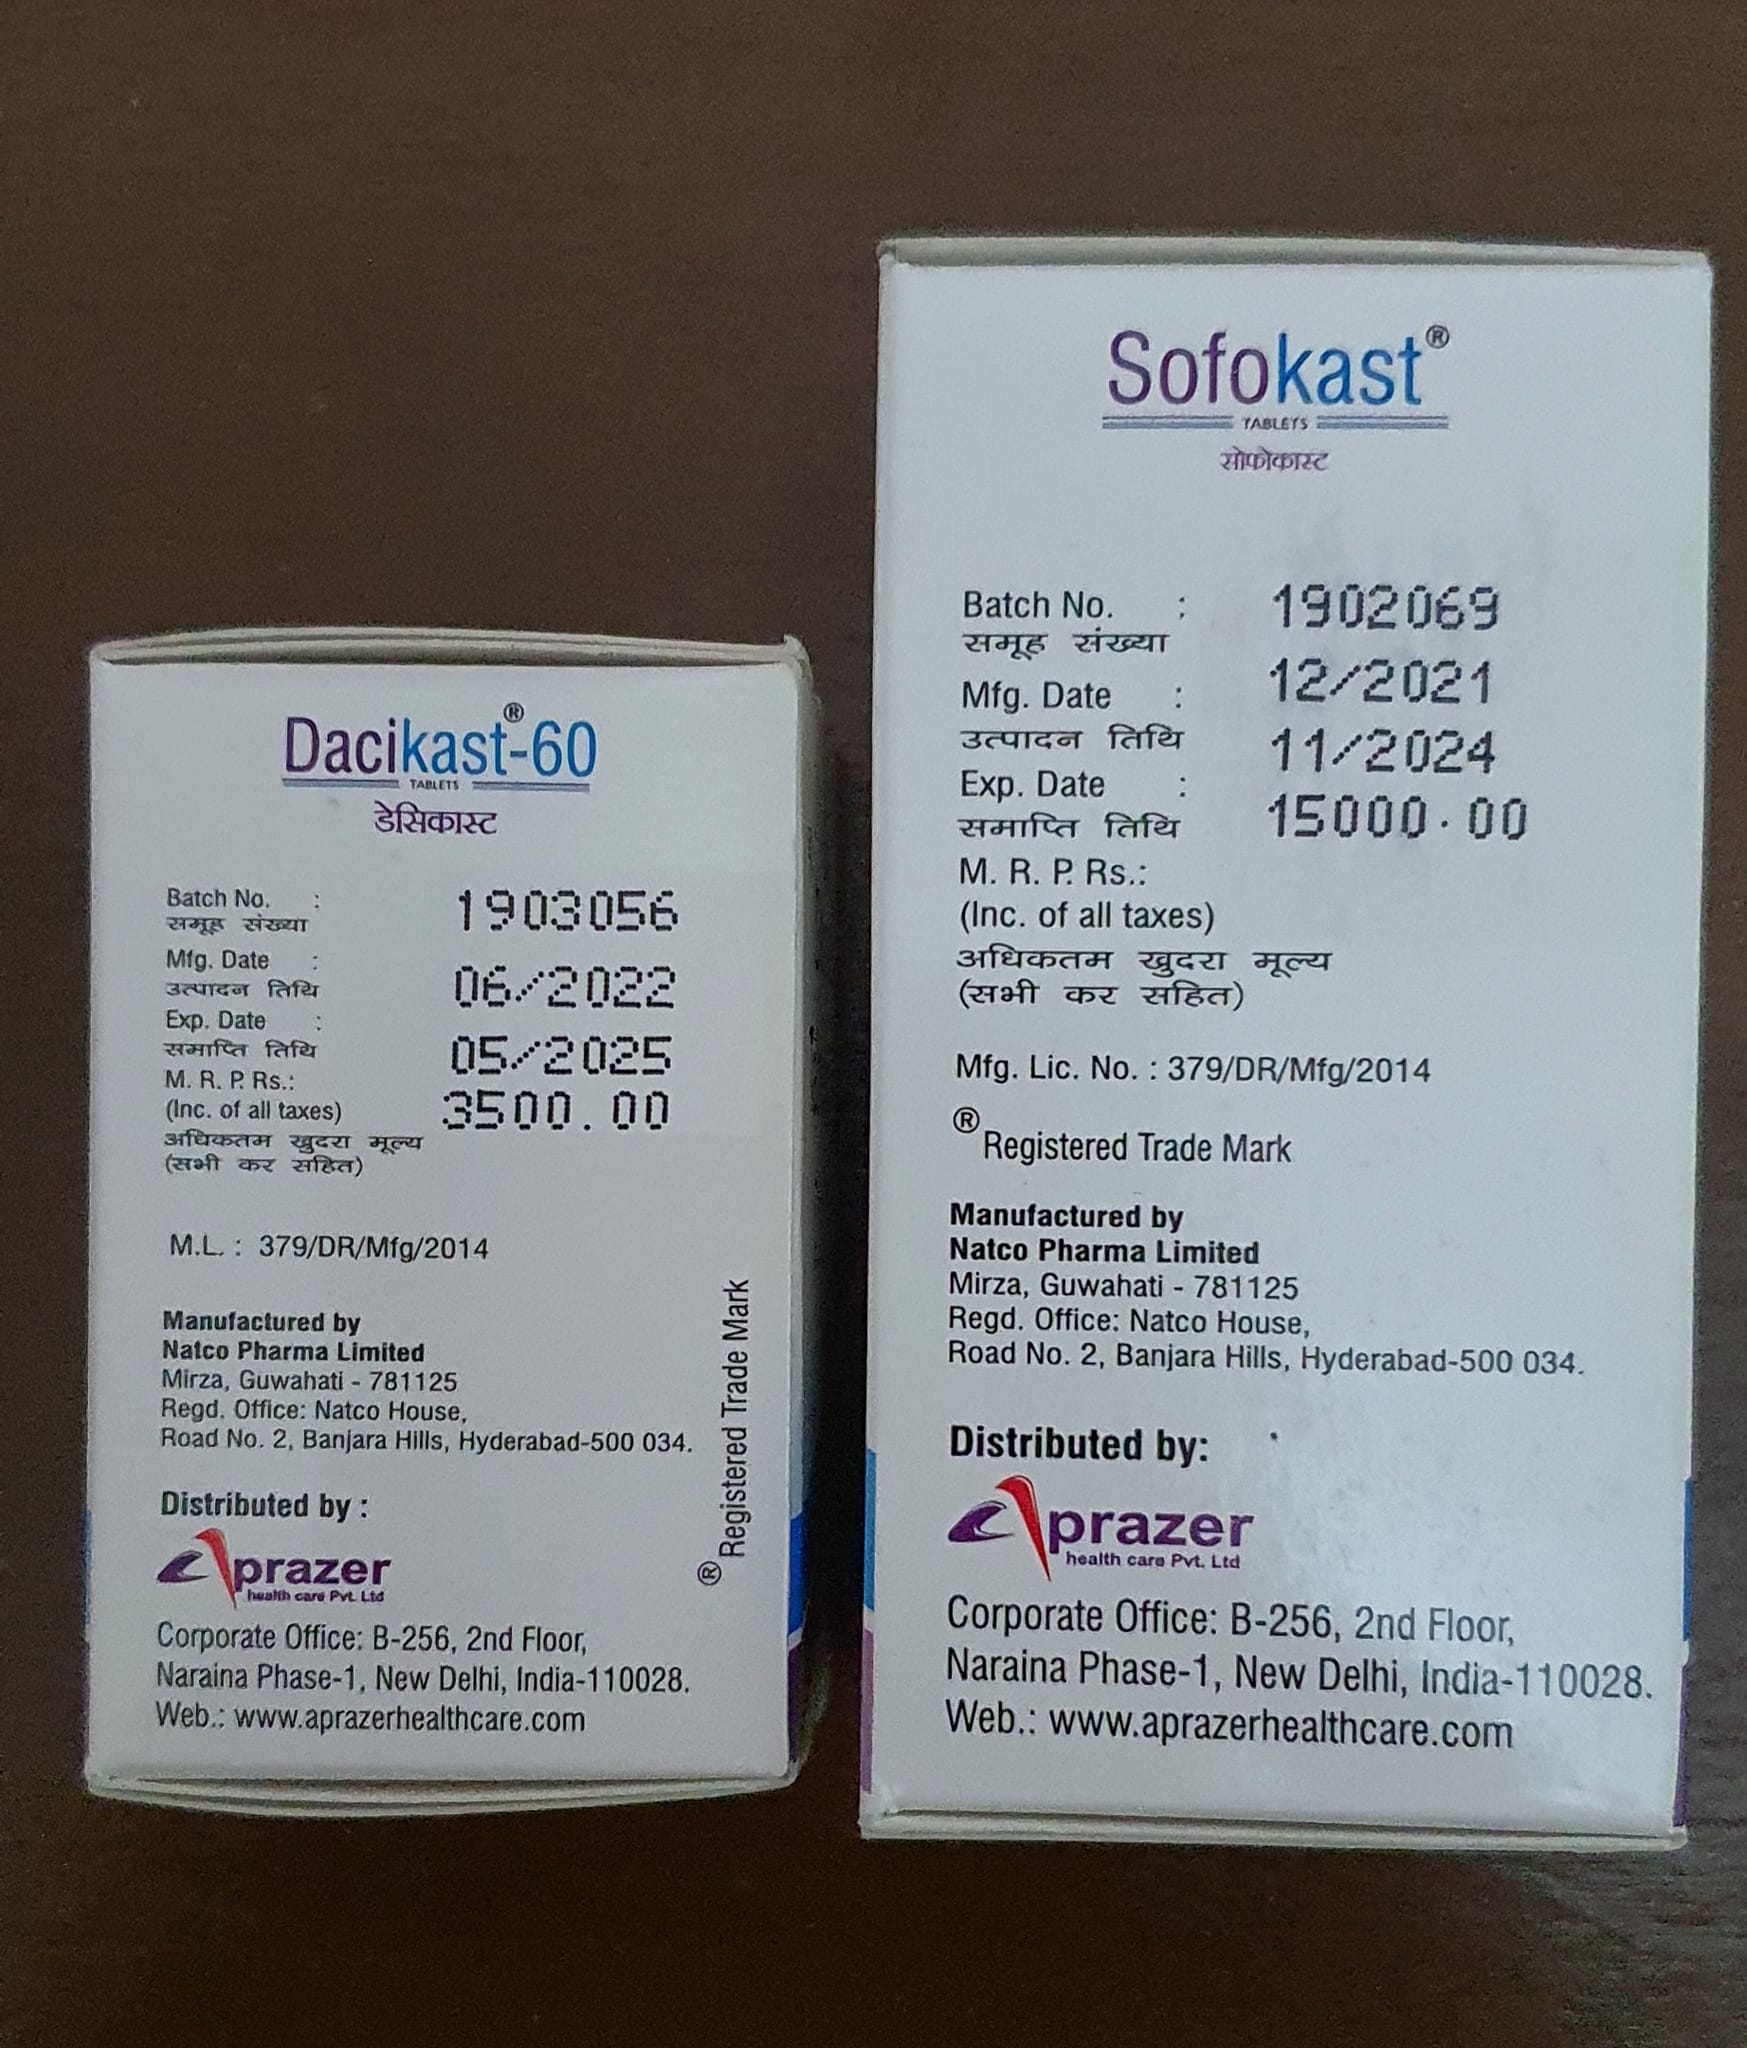 Dacikast®-60
TABLETS
डेसिकास्ट
Batch No. : 1903056
समूह संख्या
Mfg. Date : 06/2022
उत्पादन तिथि
Exp. Date : 05/2025
समाप्ति तिथि
M. R. P. Rs.: 3500.00
(Inc. of all taxes)
अधिकतम खुदरा मूल्य
(सभी कर सहित)
M.L. : 379/DR/Mfg/2014
Manufactured by
Natco Pharma Limited
Mirza, Guwahati - 781125
Regd. Office: Natco House,
Road No. 2, Banjara Hills, Hyderabad-500 034.
® Registered Trade Mark
Distributed by :
Aprazer
health care Pvt. Ltd
Corporate Office: B-256, 2nd Floor,
Naraina Phase-1, New Delhi, India-110028.
Web.: www.aprazerhealthcare.com
Sofokast®
TABLETS
सोफोकास्ट
Batch No. : 1902069
समूह संख्या
Mfg. Date : 12/2021
उत्पादन तिथि
11/2024
Exp. Date :
समाप्ति तिथि
15000.00
M. R. P. Rs.:
(Inc. of all taxes)
अधिकतम खुदरा मूल्य
(सभी कर सहित)
Mfg. Lic. No. : 379/DR/Mfg/2014
® Registered Trade Mark
Manufactured by
Natco Pharma Limited
Mirza, Guwahati - 781125
Regd. Office: Natco House,
Road No. 2, Banjara Hills, Hyderabad-500 034.
Distributed by:
Aprazer
health care Pvt. Ltd
Corporate Office: B-256, 2nd Floor,
Naraina Phase-1, New Delhi, India-110028.
Web.: www.aprazerhealthcare.com